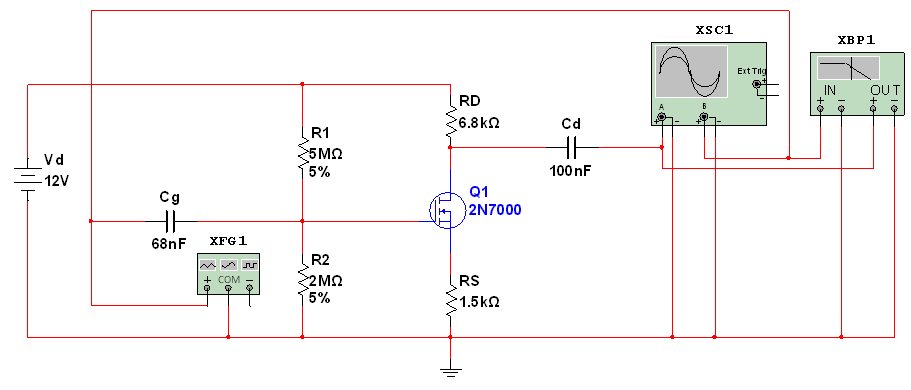 XSC1
XBP1
Ext Trig
+
−
A
B
+ − + −
IN OUT
+ − + −
RD
6.8kΩ
Cd
100nF
R1
5MΩ
5%
Vd
12V
Q1
2N7000
Cg
68nF
XFG1
+ COM −
R2
2MΩ
5%
RS
1.5kΩ